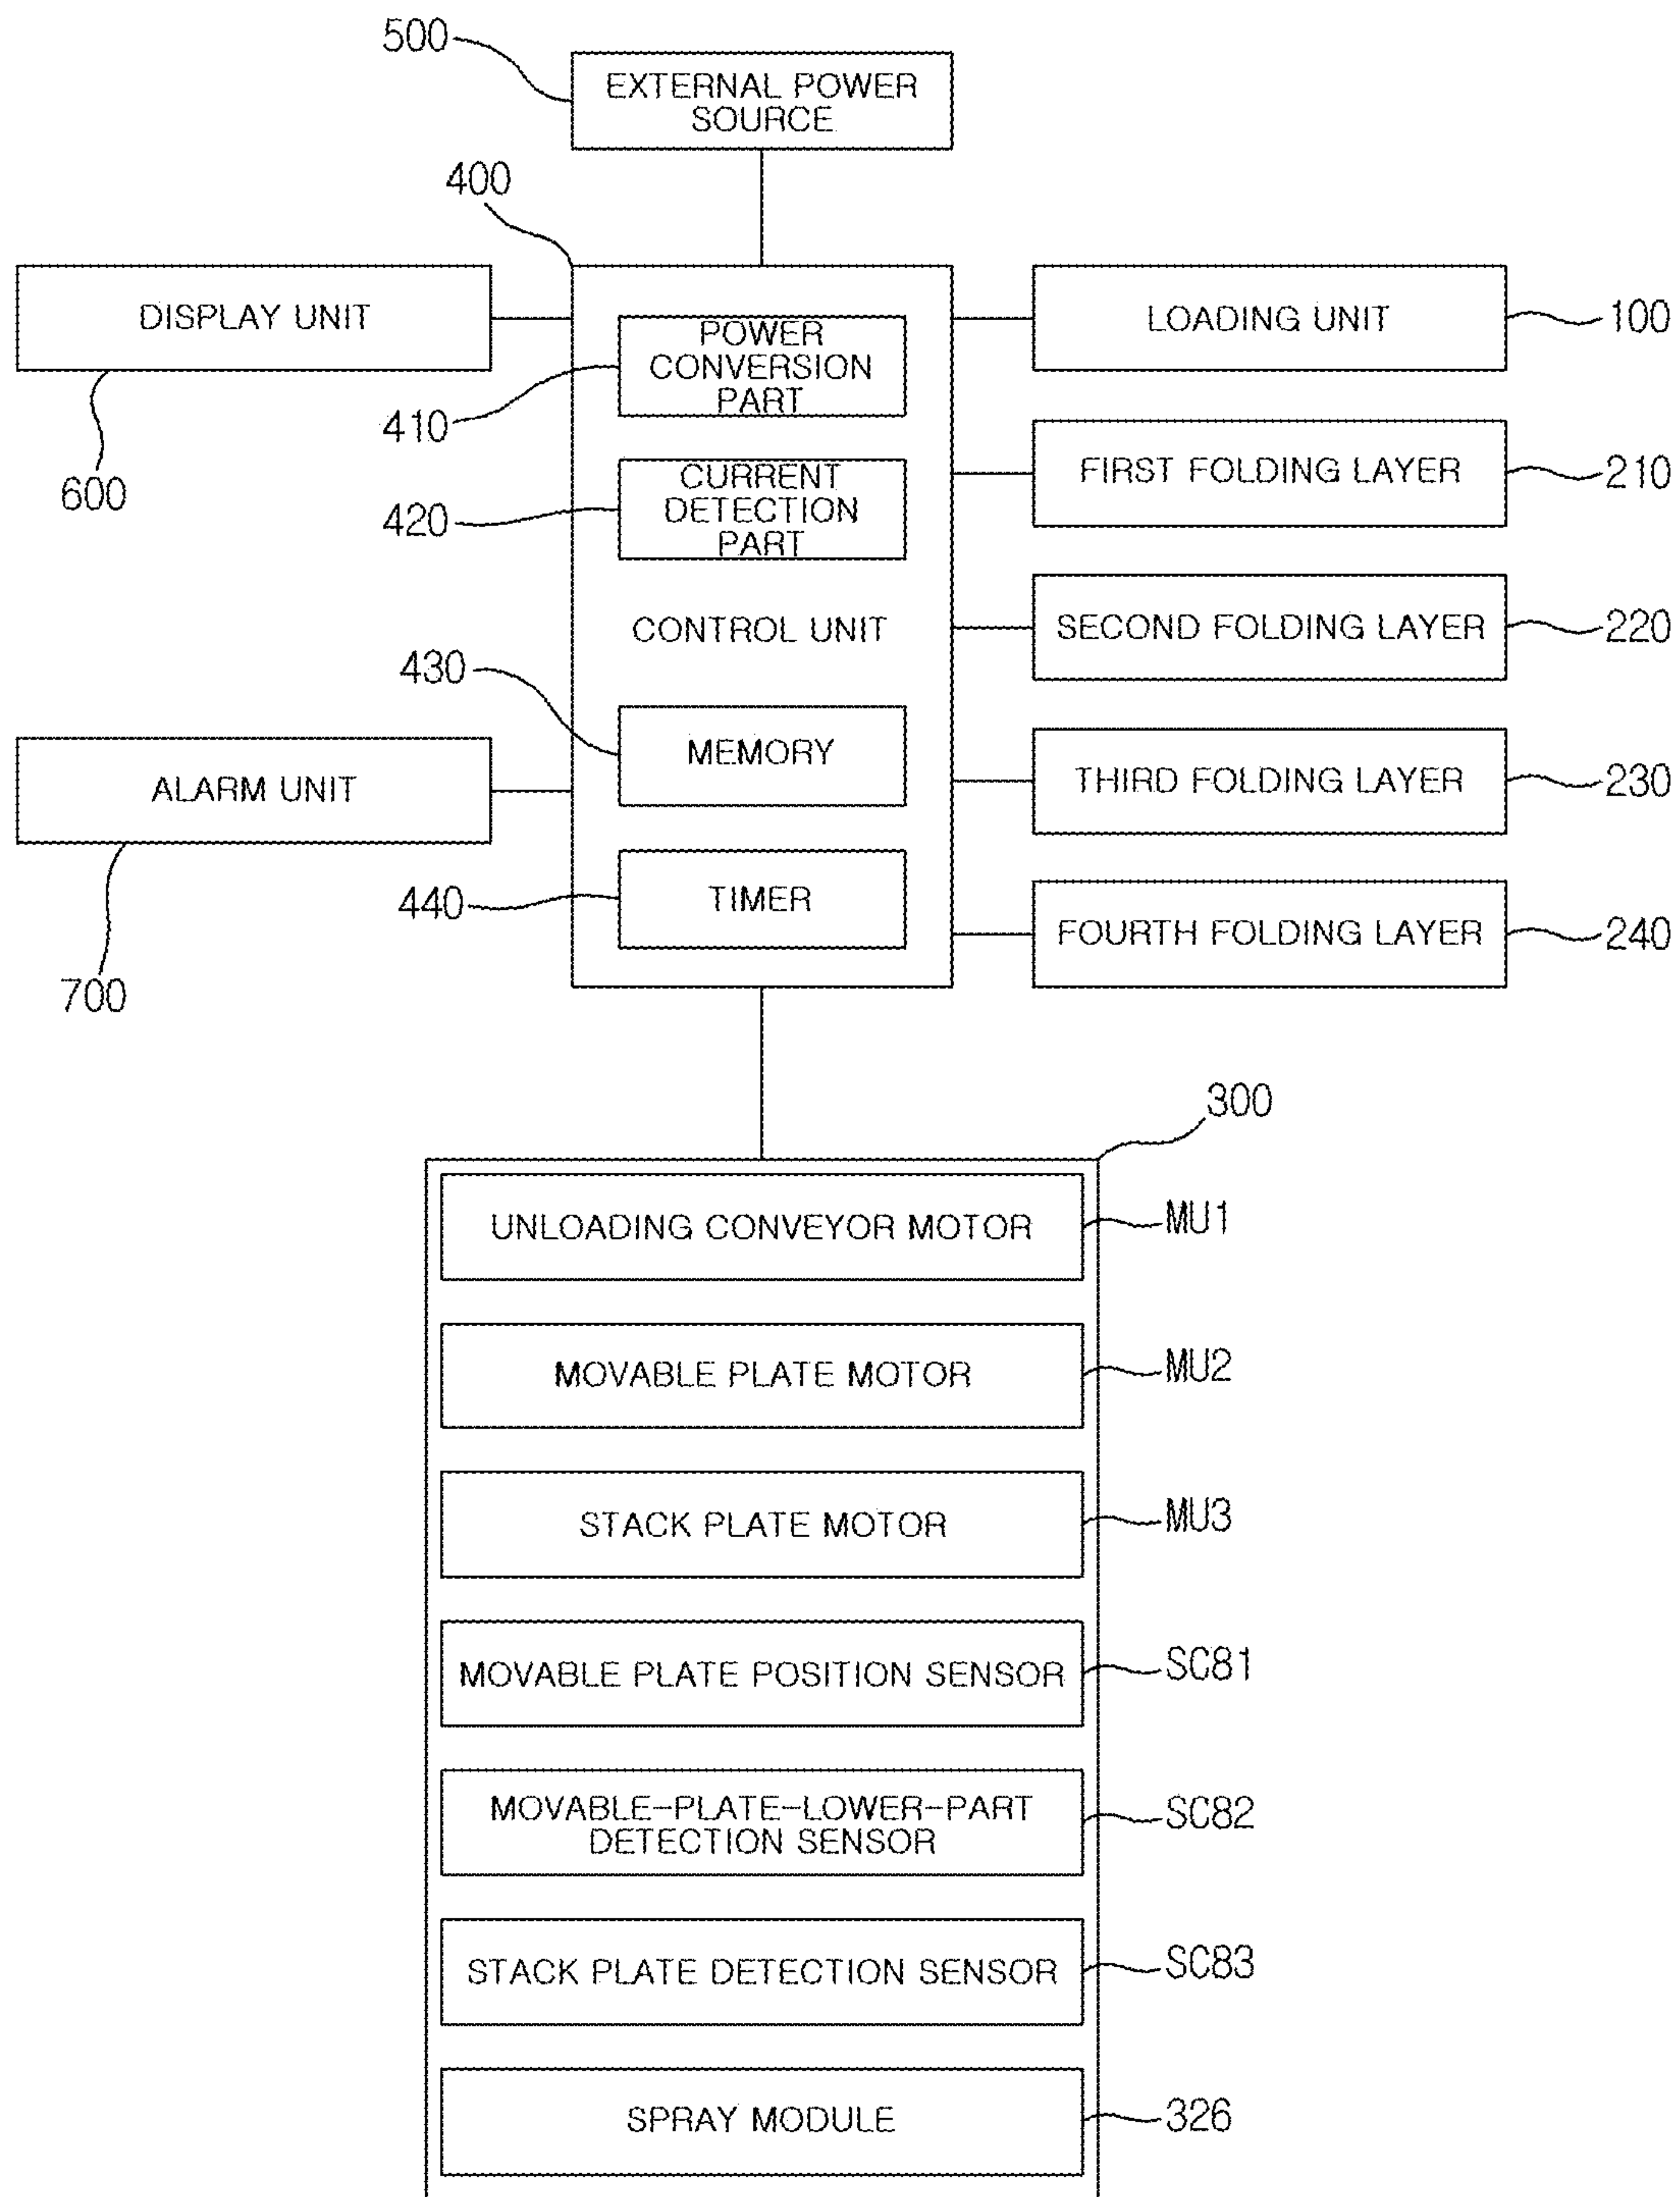 500
EXTERNAL POWER
SOURCE
400
DISPLAY UNIT
600
POWER
CONVERSION
PART
410
CURRENT
DETECTION
PART
420
CONTROL UNIT
430
MEMORY
ALARM UNIT
700
440
TIMER
LOADING UNIT
100
FIRST FOLDING LAYER
210
SECOND FOLDING LAYER
220
THIRD FOLDING LAYER
230
FOURTH FOLDING LAYER
240
300
UNLOADING CONVEYOR MOTOR
MU1
MOVABLE PLATE MOTOR
MU2
STACK PLATE MOTOR
MU3
MOVABLE PLATE POSITION SENSOR
SC81
MOVABLE-PLATE-LOWER-PART
DETECTION SENSOR
SC82
STACK PLATE DETECTION SENSOR
SC83
SPRAY MODULE
326